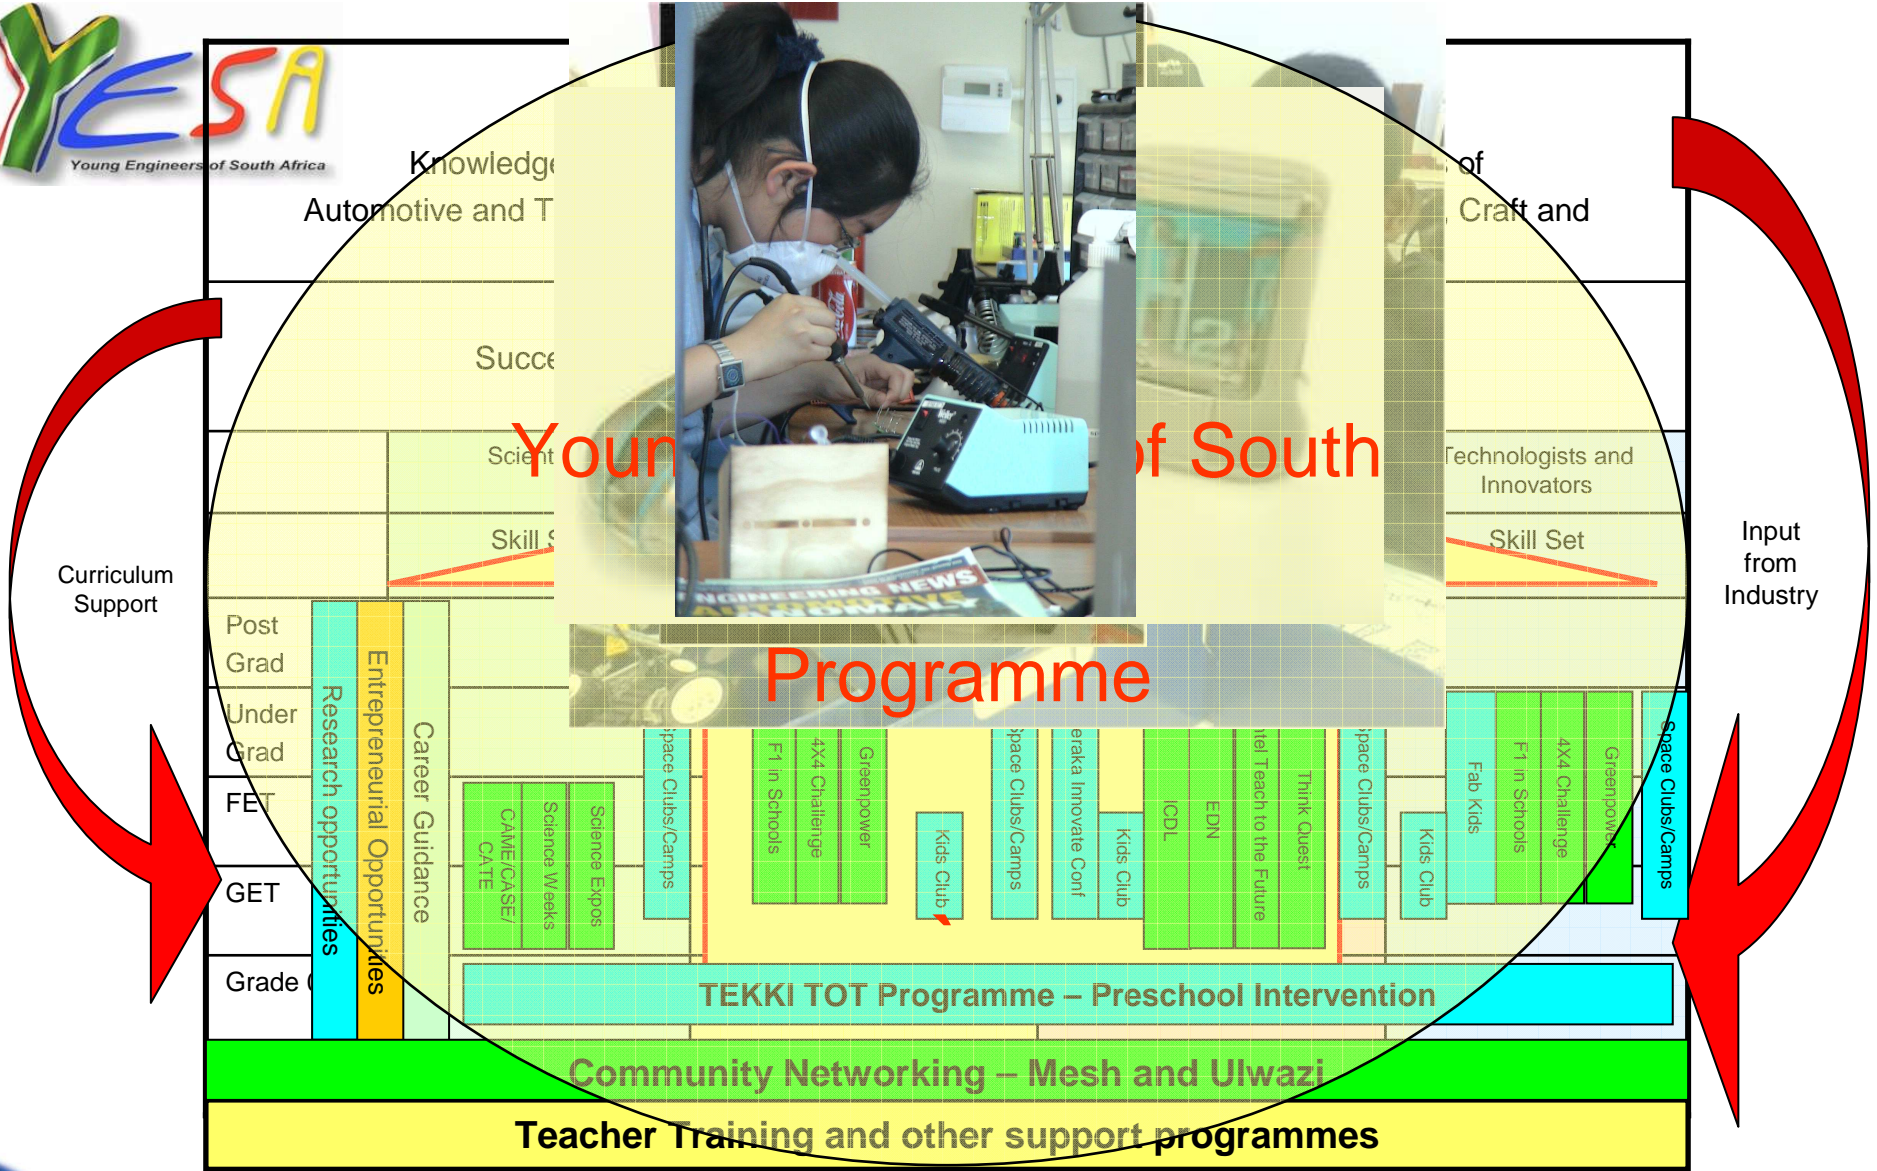 YESA
Young Engineers of South Africa
Knowledge
of
Automotive and
Craft and
Technologists and
Innovators
Skill
Skill Set
of South
Programme
Curriculum
Support
Input
from
Industry
ENGINEERING NEWS
AUTOMOTIVE
Post
Grad
Under
Grad
FET
GET
Grade
Research opportunities
Entrepreneurial Opportunities
Career Guidance
CAME/CASE/
CATE
Science Weeks
Science Expos
Space Clubs/Camps
F1 in Schools
4X4 Challenge
Greenpower
Kids Club
Space Clubs/Camps
eraka Innovate Conf
Kids Club
ICDL
EDN
ntel Teach to the Future
Think Quest
Space Clubs/Camps
Kids Club
Fab Kids
F1 in Schools
4X4 Challenge
Greenpower
Space Clubs/Camps
TEKKI TOT Programme – Preschool Intervention
Community Networking – Mesh and Ulwazi
Teacher Training and other support programmes